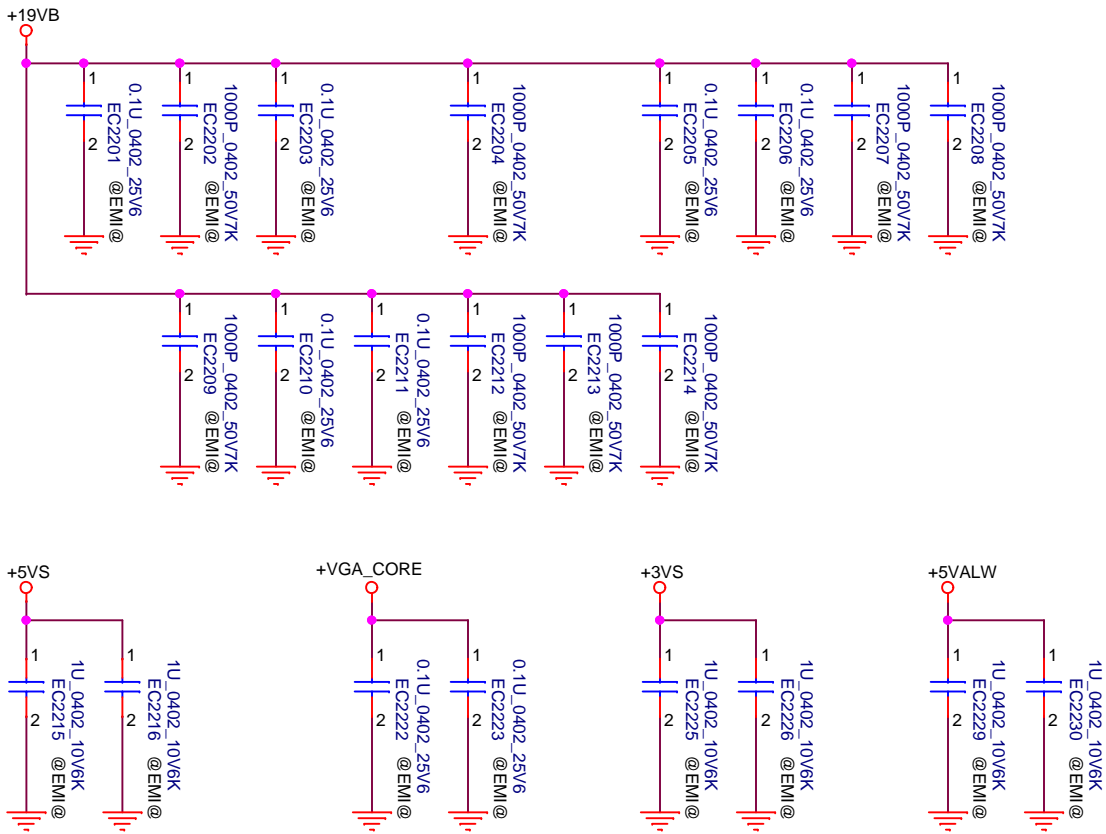 +19VB
1
2
0.1U_0402_25V6
EC2201 @EMI@
1
2
1000P_0402_50V7K
EC2202 @EMI@
1
2
0.1U_0402_25V6
EC2203 @EMI@
1
2
1000P_0402_50V7K
EC2204 @EMI@
1
2
0.1U_0402_25V6
EC2205 @EMI@
1
2
0.1U_0402_25V6
EC2206 @EMI@
1
2
1000P_0402_50V7K
EC2207 @EMI@
1
2
1000P_0402_50V7K
EC2208 @EMI@
1
2
1000P_0402_50V7K
EC2209 @EMI@
1
2
0.1U_0402_25V6
EC2210 @EMI@
1
2
0.1U_0402_25V6
EC2211 @EMI@
1
2
1000P_0402_50V7K
EC2212 @EMI@
1
2
1000P_0402_50V7K
EC2213 @EMI@
1
2
1000P_0402_50V7K
EC2214 @EMI@
+5VS
1
2
1U_0402_10V6K
EC2215 @EMI@
1
2
1U_0402_10V6K
EC2216 @EMI@
+VGA_CORE
1
2
0.1U_0402_25V6
EC2222 @EMI@
1
2
0.1U_0402_25V6
EC2223 @EMI@
+3VS
1
2
1U_0402_10V6K
EC2225 @EMI@
1
2
1U_0402_10V6K
EC2226 @EMI@
+5VALW
1
2
1U_0402_10V6K
EC2229 @EMI@
1
2
1U_0402_10V6K
EC2230 @EMI@